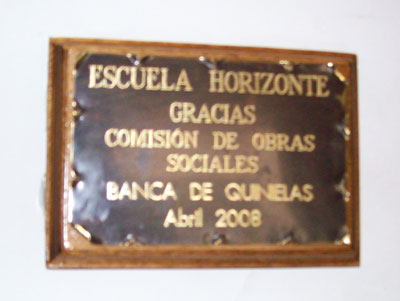 ESCUELA HORIZONTE
GRACIAS
COMISIÓN DE OBRAS
SOCIALES
BANCA DE QUINIELAS
Abril 2008